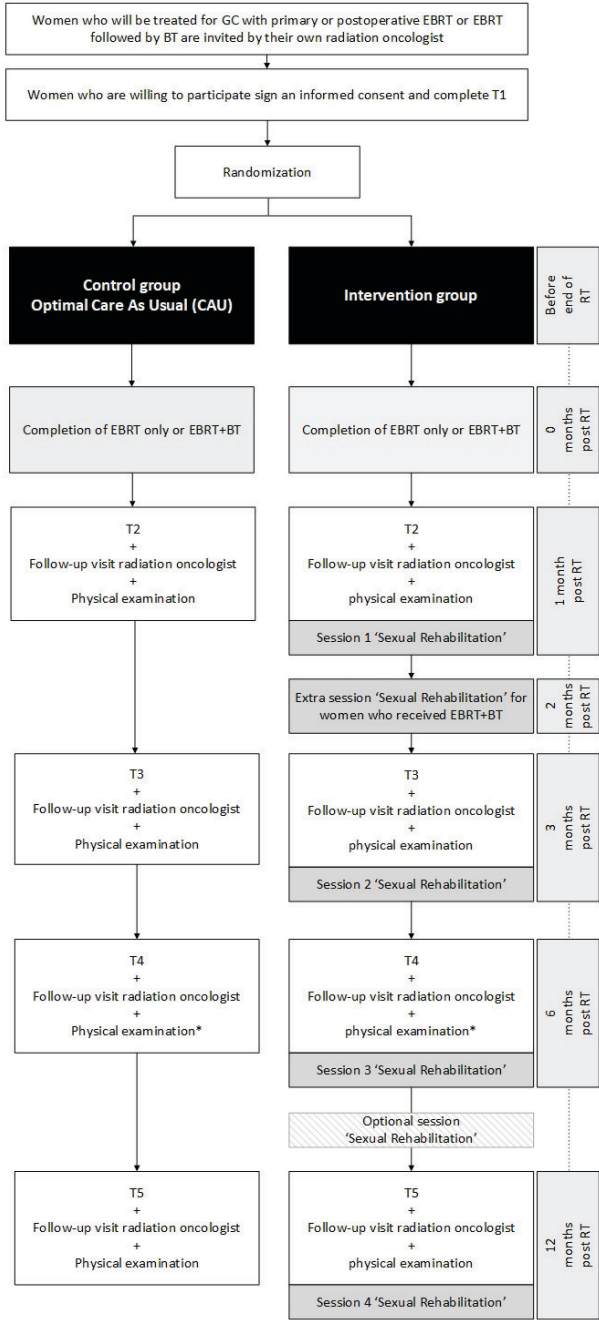 Women who will be treated for GC with primary or postoperative EBRT or EBRT
followed by BT are invited by their own radiation oncologist
Women who are willing to participate sign an informed consent and complete T1
Randomization
Control group
Optimal Care As Usual (CAU)
Intervention group
Before
end of
RT
Completion of EBRT only or EBRT+BT
Completion of EBRT only or EBRT+BT
0
months
post RT
T2
+
Follow-up visit radiation oncologist
+
Physical examination
T2
+
Follow-up visit radiation oncologist
+
physical examination
Session 1 ‘Sexual Rehabilitation’
1 month
post RT
Extra session ‘Sexual Rehabilitation’ for
women who received EBRT+BT
2
months
post RT
T3
+
Follow-up visit radiation oncologist
+
Physical examination
T3
+
Follow-up visit radiation oncologist
+
physical examination
Session 2 ‘Sexual Rehabilitation’
3
months
post RT
T4
+
Follow-up visit radiation oncologist
+
Physical examination*
T4
+
Follow-up visit radiation oncologist
+
physical examination*
Session 3 ‘Sexual Rehabilitation’
6
months
post RT
Optional session
‘Sexual Rehabilitation’
T5
+
Follow-up visit radiation oncologist
+
Physical examination
T5
+
Follow-up visit radiation oncologist
+
Physical examination
Session 4 ‘Sexual Rehabilitation’
12
months
post RT